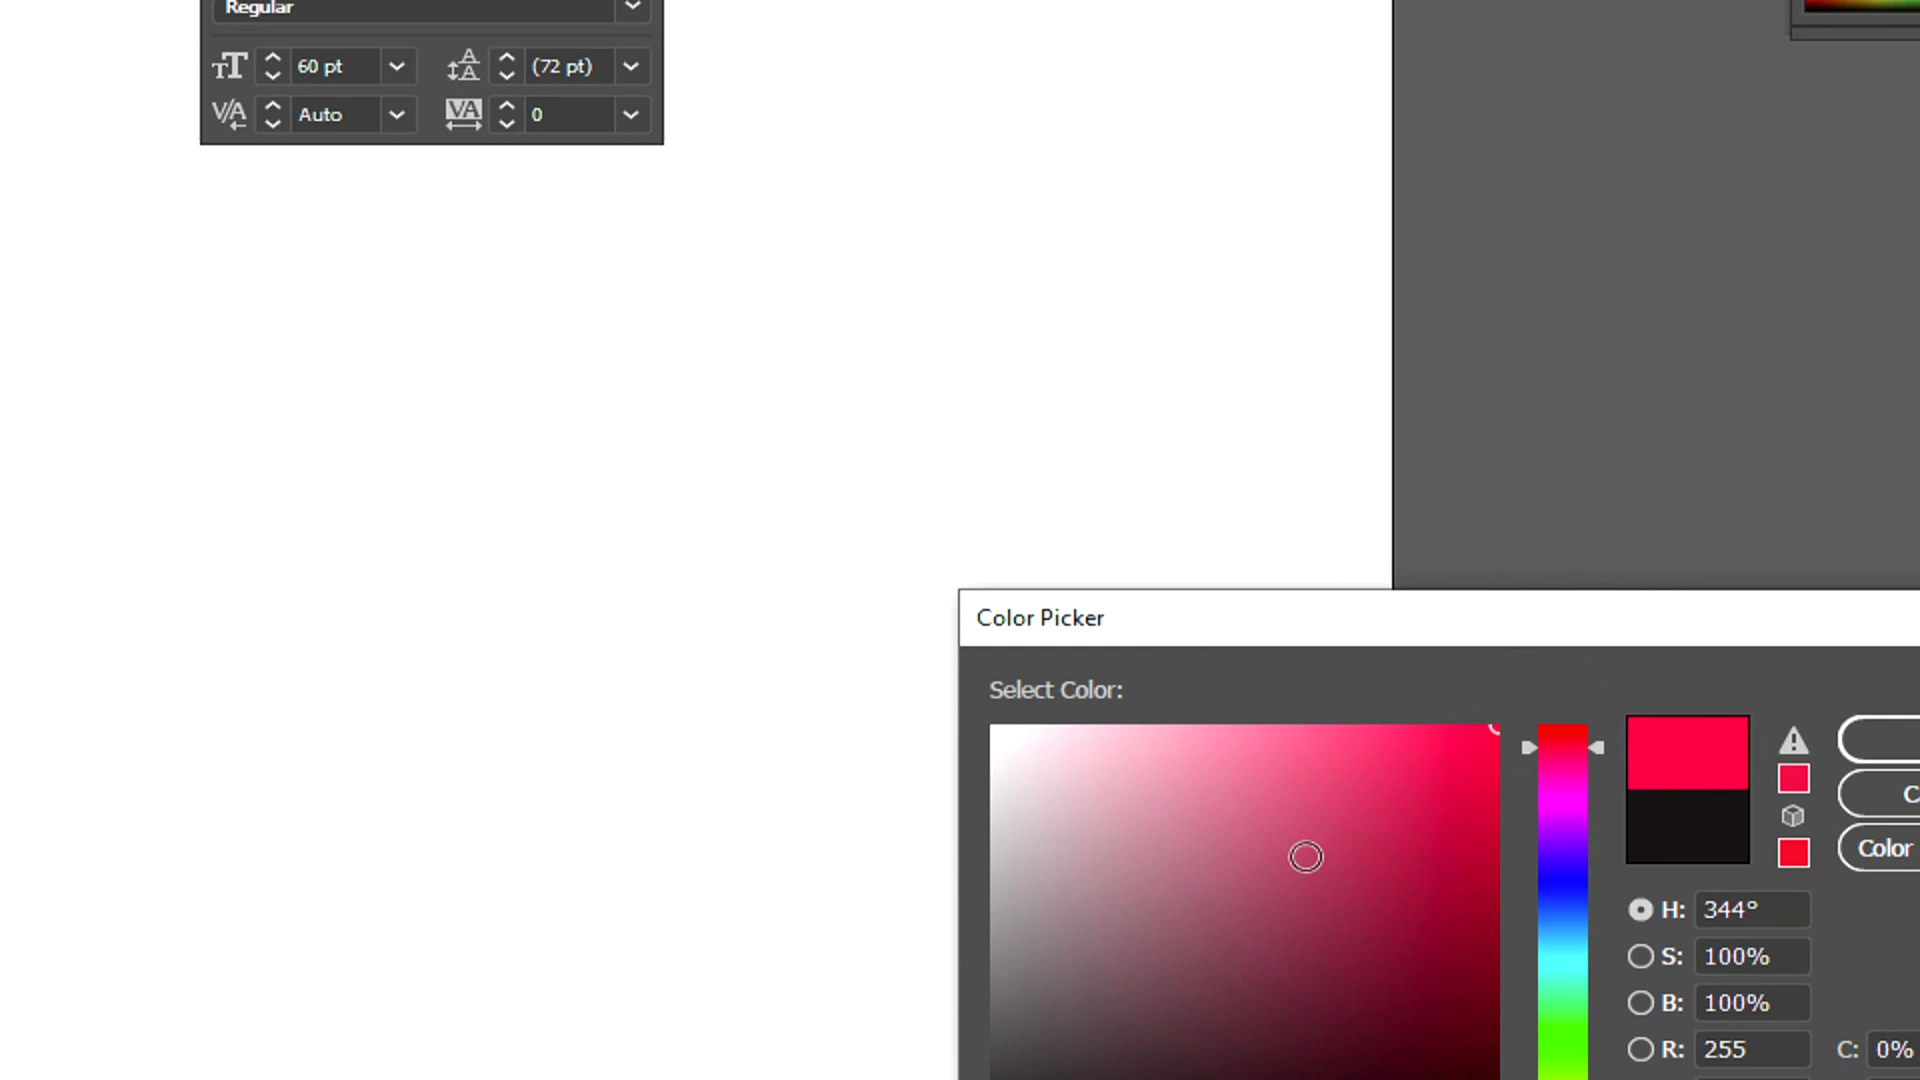 Regular
60 pt
(72 pt)
Auto
0
Color Picker
Select Color:
C
Color
H: 344°
S: 100%
B: 100%
R: 255
C: 0%